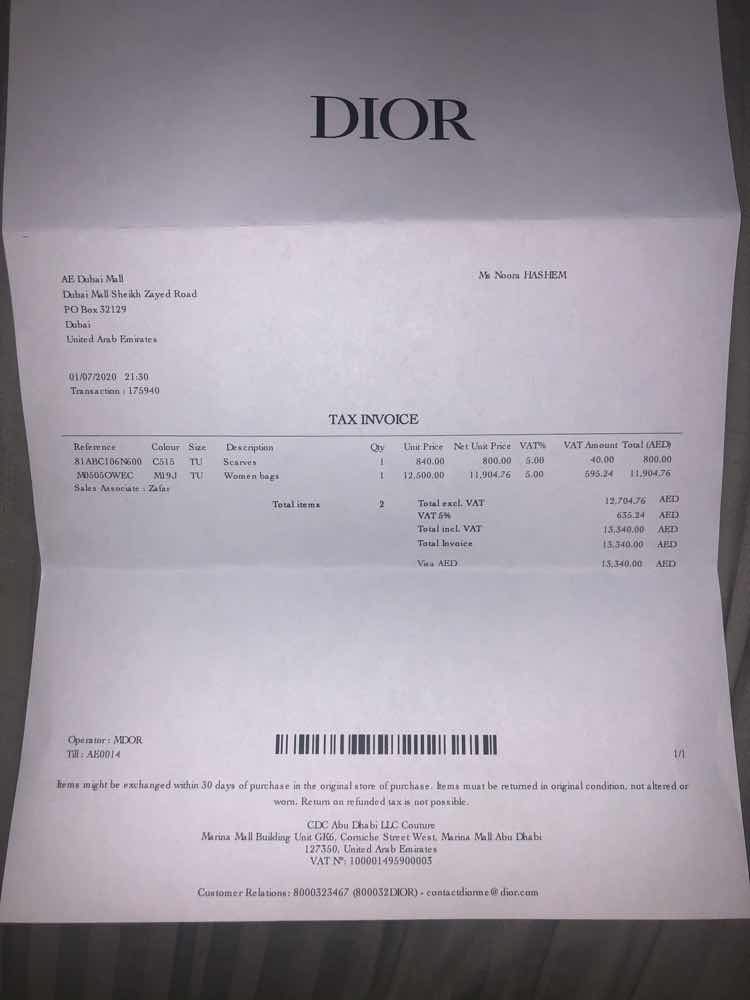 DIOR
AE Dubai Mall
Dubai Mall Sheikh Zayed Road
PO Box 32129
Dubai
United Arab Emirates
Ms Noora HASHEM
01/07/2020 21:30
Transaction : 175940
TAX INVOICE
Reference Colour Size Description Qty Unit Price Net Unit Price VAT% VAT Amount Total (AED)
81ABC106N600 C515 TU Scarves 1 840.00 800.00 5.00 40.00 800.00
M0505OWEC M19J TU Women bags 1 12,500.00 11,904.76 5.00 595.24 11,904.76
Sales Associate : Zafar
Total items 2 Total excl. VAT 12,704.76 AED
VAT 5% 635.24 AED
Total incl. VAT 13,340.00 AED
Total Invoice 13,340.00 AED
Visa AED 13,340.00 AED
Operator : MDOR
Till : AE0014
1/1
Items might be exchanged within 30 days of purchase in the original store of purchase. Items must be returned in original condition, not altered or
worn. Return on refunded tax is not possible.
CDC Abu Dhabi LLC Couture
Marina Mall Building Unit GK6, Corniche Street West, Marina Mall Abu Dhabi
127350, United Arab Emirates
VAT N°: 100001495900003
Customer Relations : 8000323467 (800032DIOR) - contactdiorme@dior.com